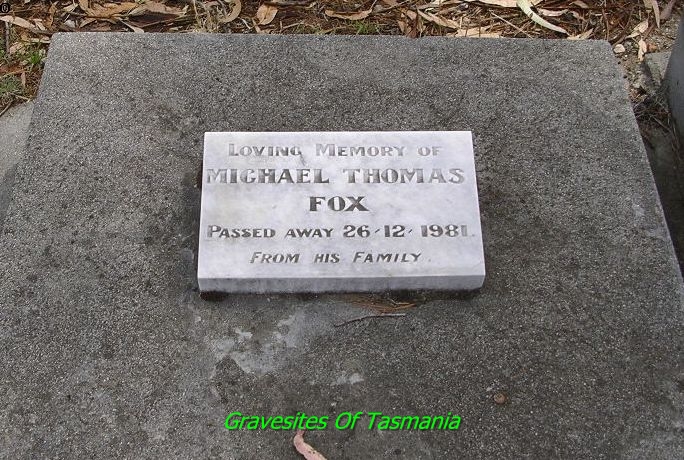 Loving Memory of
MICHAEL THOMAS
FOX
Passed away 26-12-1981.
From his Family.
Gravesites Of Tasmania